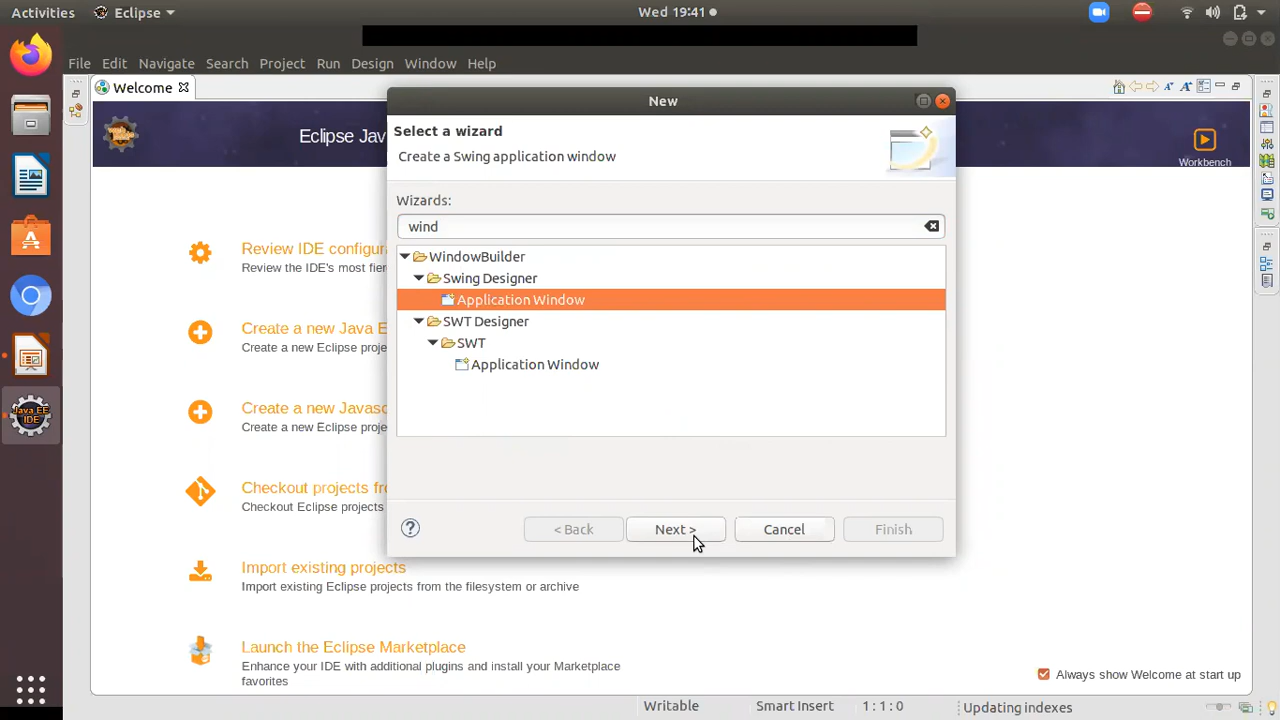 Activities
Eclipse
Wed 19:41
File Edit Navigate Search Project Run Design Window Help
Welcome
Eclipse Jav
Workbench
New
Select a wizard
Create a Swing application window
Wizards:
wind
WindowBuilder
Swing Designer
Application Window
SWT Designer
SWT
Application Window
< Back
Next >
Cancel
Finish
Review IDE configura
Review the IDE's most fier
Create a new Java E
Create a new Eclipse proje
Create a new Javasc
Create a new Eclipse proje
Checkout projects fr
Checkout Eclipse projects
Import existing projects
Import existing Eclipse projects from the filesystem or archive
Launch the Eclipse Marketplace
Enhance your IDE with additional plugins and install your Marketplace
favorites
Always show Welcome at start up
Java EE
IDE
Writable
Smart Insert
1 : 1 : 0
Updating indexes